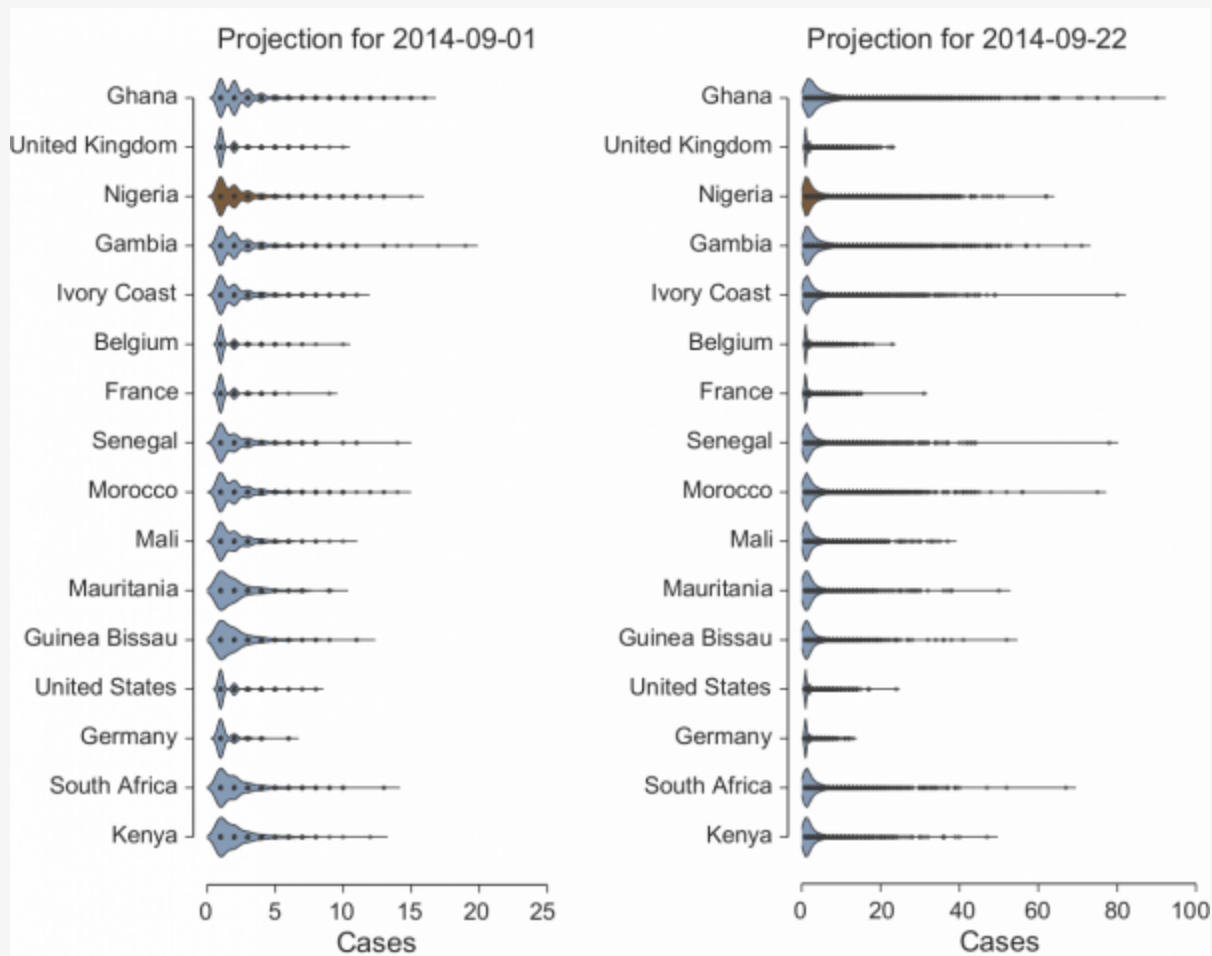 Projection for 2014-09-01
Ghana
United Kingdom
Nigeria
Gambia
Ivory Coast
Belgium
France
Senegal
Morocco
Mali
Mauritania
Guinea Bissau
United States
Germany
South Africa
Kenya
0 5 10 15 20 25
Cases
Projection for 2014-09-22
Ghana
United Kingdom
Nigeria
Gambia
Ivory Coast
Belgium
France
Senegal
Morocco
Mali
Mauritania
Guinea Bissau
United States
Germany
South Africa
Kenya
0 20 40 60 80 100
Cases